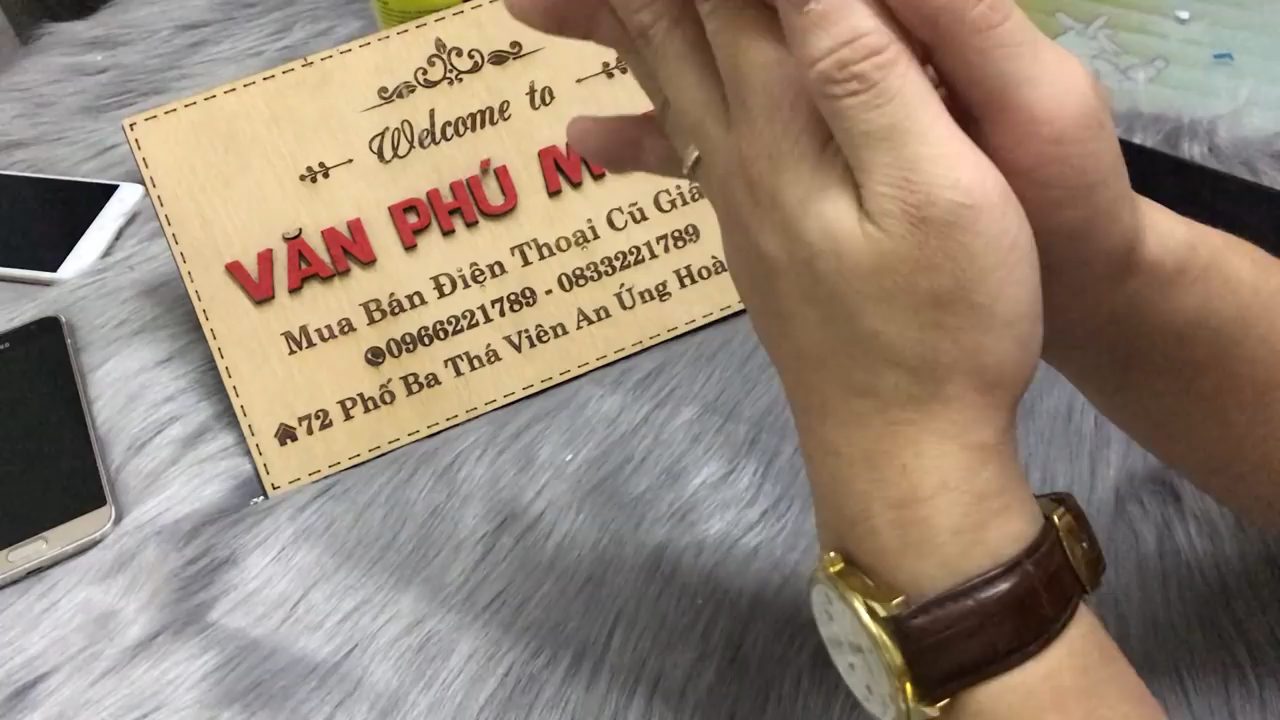 Welcome to
VĂN PHÚ M
Mua Bán Điện Thoại Cũ Giá
0966221789 - 0833221789
72 Phố Ba Thá Viên An Ứng Hoà